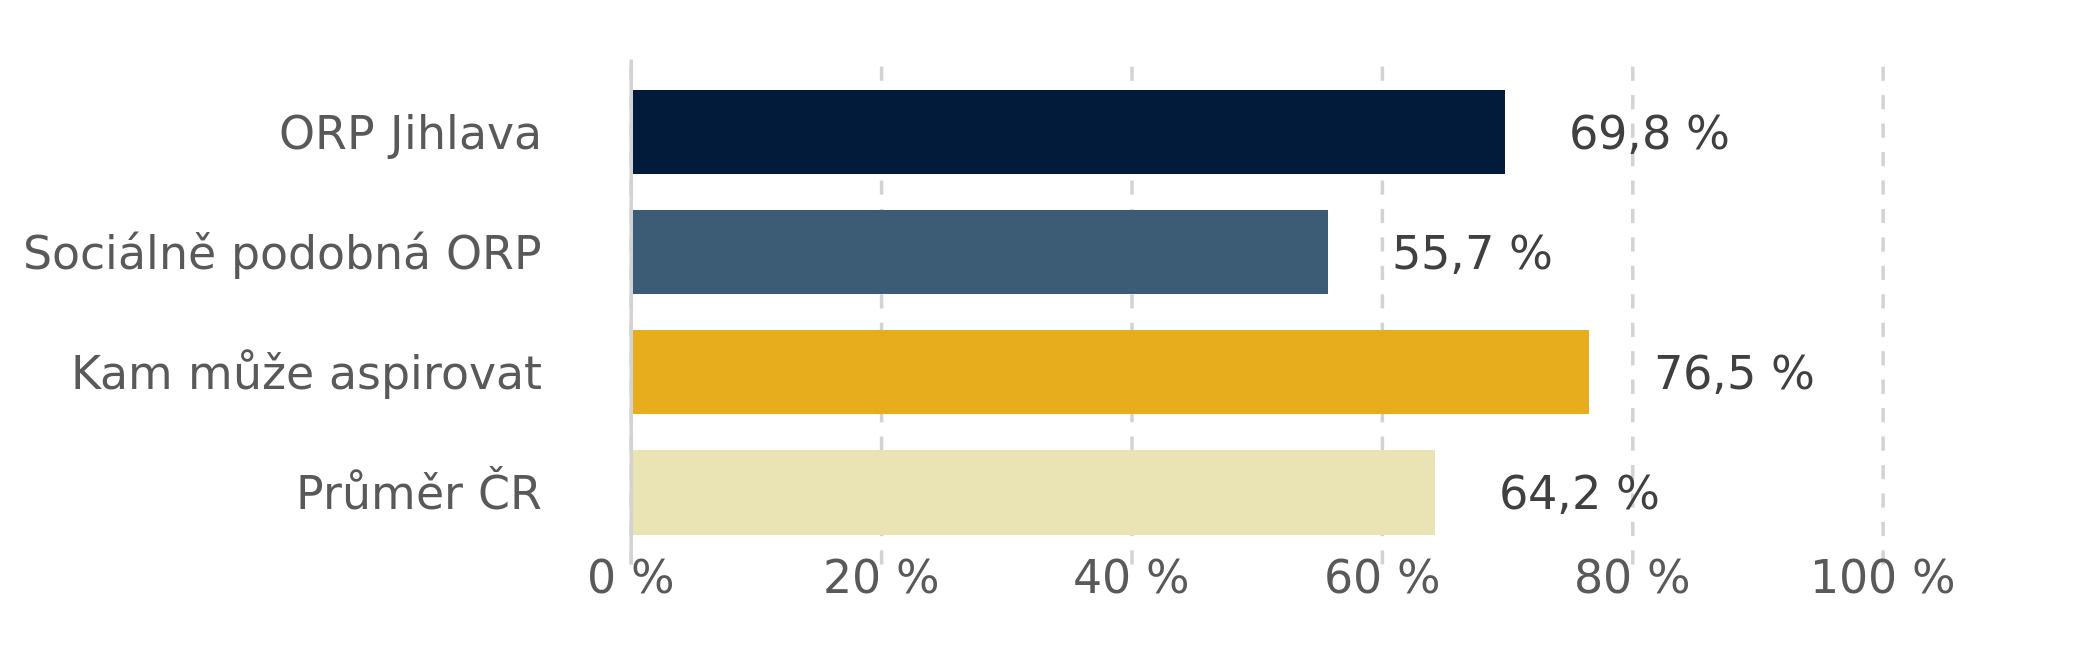 ORP Jihlava 69,8 %
Sociálně podobná ORP 55,7 %
Kam může aspirovat 76,5 %
Průměr ČR 64,2 %
0 % 20 % 40 % 60 % 80 % 100 %